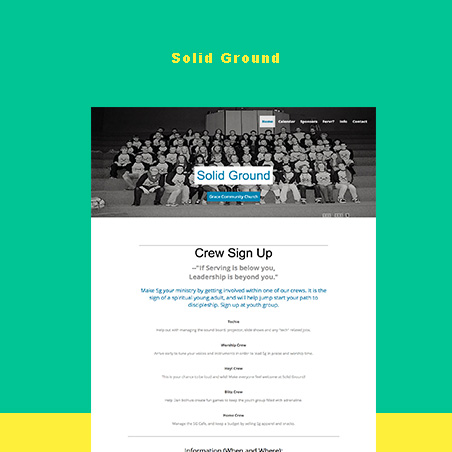 Solid Ground
Home Calendar Sponsors Serv? Info Contact
Solid Ground
Grace Community Church
Crew Sign Up
~"If Serving is below you,
Leadership is beyond you."
Make Sg your ministry by getting involved within one of our crews. It is the
sign of a spiritual young adult, and will help jump start your path to
discipleship. Sign up at youth group.
Techie
Help out with managing the sound board, projector, slide shows and any "tech" related jobs.
Worship Crew
Arrive early to tune your voices and instruments in order to lead Sg in praise and worship time.
Hept Crew
This is your chance to be loud and wild! Make everyone feel welcome at Solid Ground!
Blitz Crew
Help create fun games to keep the youth group filled with adrenaline.
Home Crew
Manage the SG Café and keep a budget by selling Sg apparel and snacks.
Information (When and Where):